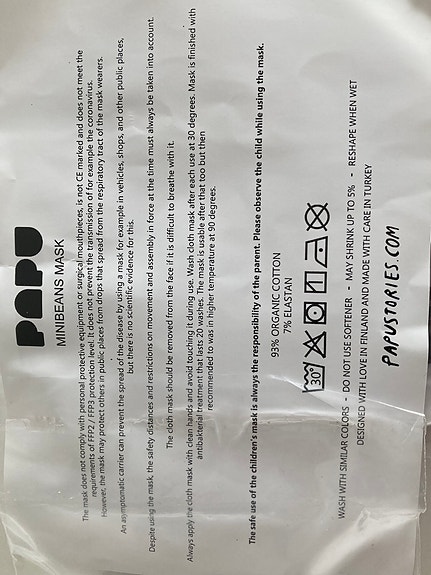 PAPU
MINIBEANS MASK
The mask does not comply with personal protective equipment or surgical mouthpieces, is not CE marked and does not meet the
requirements of FFP2 / FFP3 protection level. It does not prevent the transmission of for example the coronavirus.
However, the mask may protect others in public places from drops that spread from the respiratory tract of the mask wearers.
An asymptomatic carrier can prevent the spread of the disease by using a mask for example in vehicles, shops, and other public places,
but there is no scientific evidence for this.
Despite using the mask, the safety distances and restrictions on movement and assembly in force at the time must always be taken into account.
The cloth mask should be removed from the face if it is difficult to breathe with it.
Always apply the cloth mask with clean hands and avoid touching it during use. Wash cloth mask after each use at 30 degrees. Mask is finished with
antibacterial treatment that lasts 20 washes. The mask is usable after that too but then
recommended to was in higher temperature at 90 degrees.
The safe use of the children's mask is always the responsibility of the parent. Please observe the child while using the mask.
93% ORGANIC COTTON
7% ELASTAN
30°
WASH WITH SIMILAR COLORS - DO NOT USE SOFTENER - MAY SHRINK UP TO 5% - RESHAPE WHEN WET
DESIGNED WITH LOVE IN FINLAND AND MADE WITH CARE IN TURKEY
PAPUSTORIES.COM